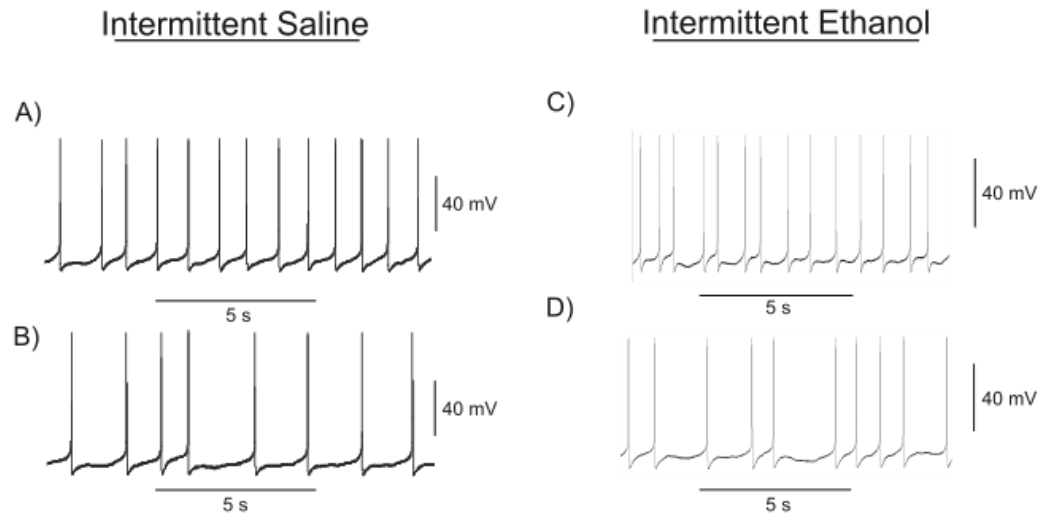 Intermittent Saline
Intermittent Ethanol
A)
40 mV
5 s
B)
40 mV
5 s
C)
40 mV
5 s
D)
40 mV
5 s